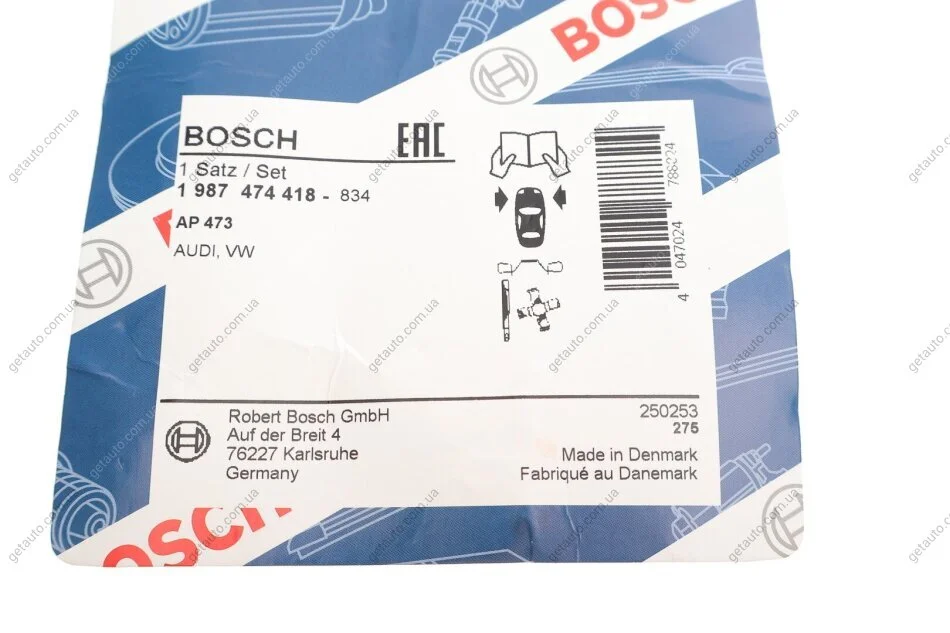 BOSCH
BOSCH
EAC
1 Satz / Set
1 987 474 418 - 834
AP 473
AUDI, VW
4 047024 786234
Robert Bosch GmbH
Auf der Breit 4
76227 Karlsruhe
Germany
250253
275
Made in Denmark
Fabriqué au Danemark
BOSCH
getauto.com.ua